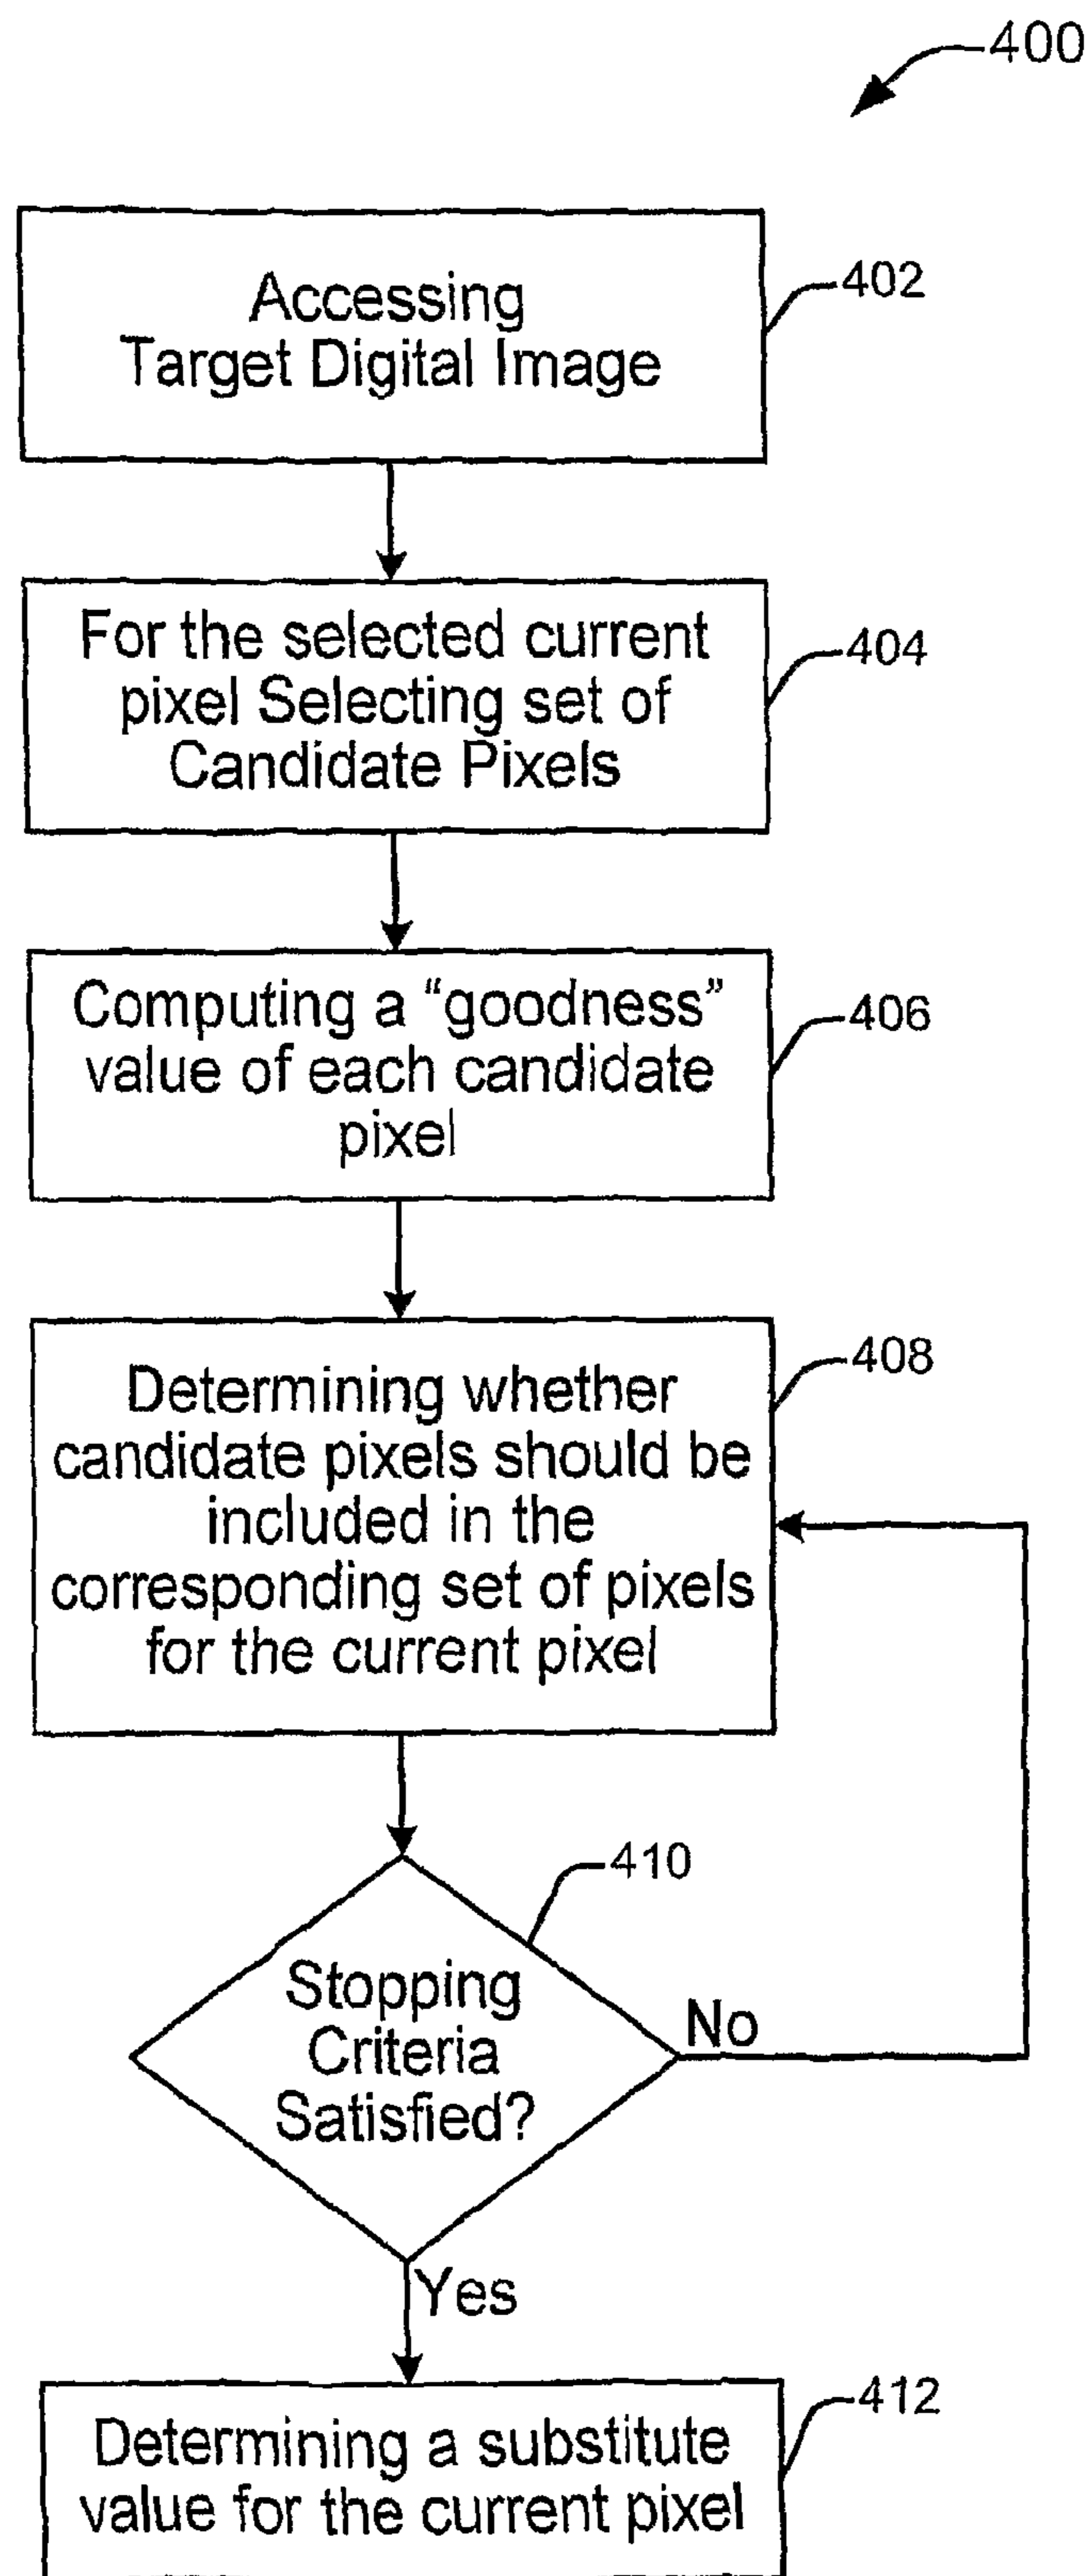 400
Accessing
Target Digital Image
402
For the selected current
pixel Selecting set of
Candidate Pixels
404
Computing a “goodness”
value of each candidate
pixel
406
Determining whether
candidate pixels should be
included in the
corresponding set of pixels
for the current pixel
408
Stopping
Criteria
Satisfied?
410
No
Yes
Determining a substitute
value for the current pixel
412